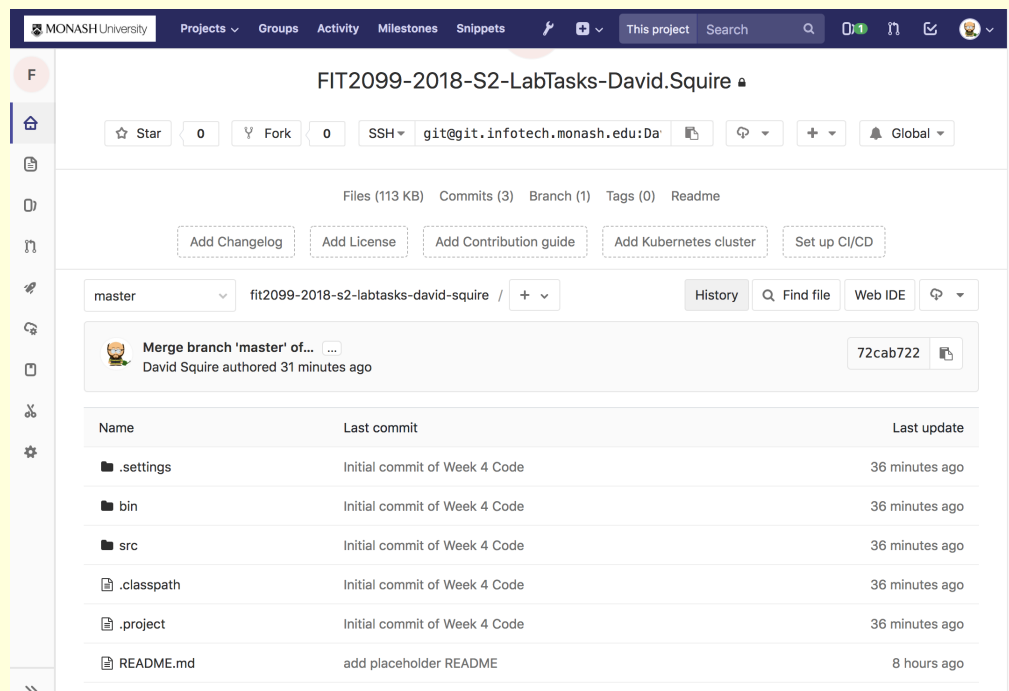 MONASH University Projects Groups Activity Milestones Snippets This project Search 1
F
FIT2099-2018-S2-LabTasks-David.Squire
Star 0 Fork 0 SSH git@git.infotech.monash.edu:Da Global
Files (113 KB) Commits (3) Branch (1) Tags (0) Readme
Add Changelog Add License Add Contribution guide Add Kubernetes cluster Set up CI/CD
master fit2099-2018-s2-labtasks-david-squire / + History Find file Web IDE
Merge branch 'master' of... ...
David Squire authored 31 minutes ago
72cab722
Name Last commit Last update
.settings Initial commit of Week 4 Code 36 minutes ago
bin Initial commit of Week 4 Code 36 minutes ago
src Initial commit of Week 4 Code 36 minutes ago
.classpath Initial commit of Week 4 Code 36 minutes ago
.project Initial commit of Week 4 Code 36 minutes ago
README.md add placeholder README 8 hours ago